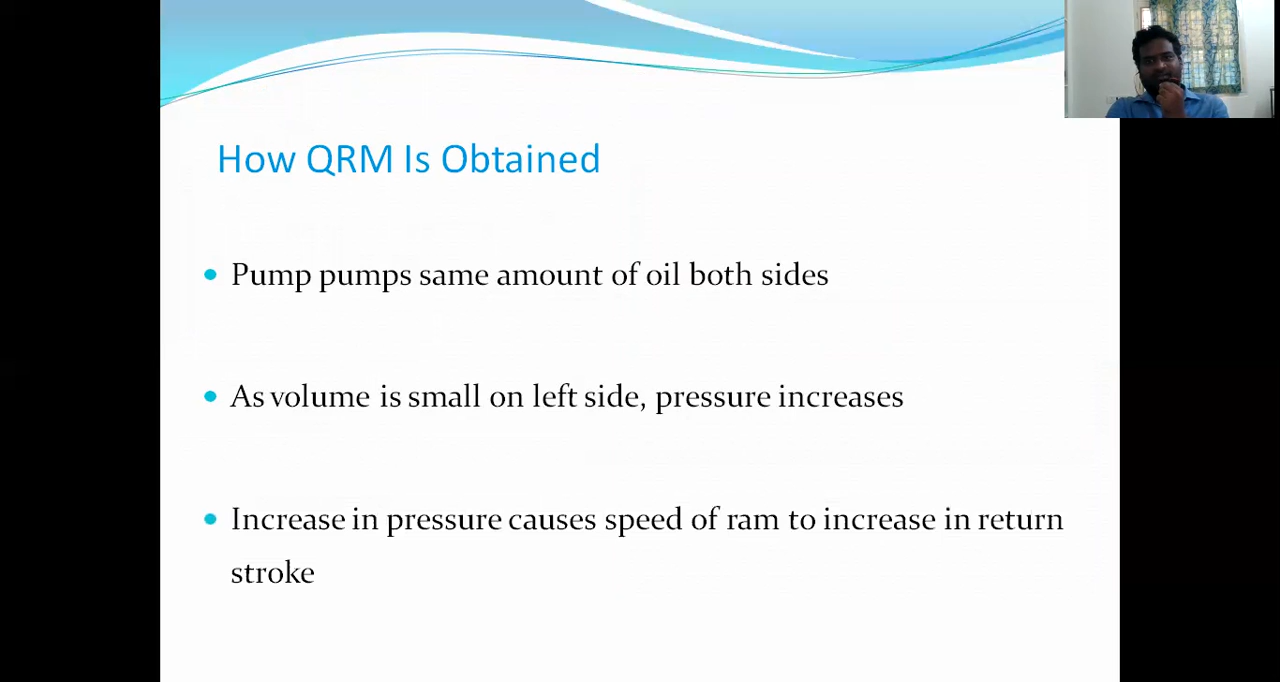 How QRM Is Obtained
Pump pumps same amount of oil both sides
As volume is small on left side, pressure increases
Increase in pressure causes speed of ram to increase in return
stroke